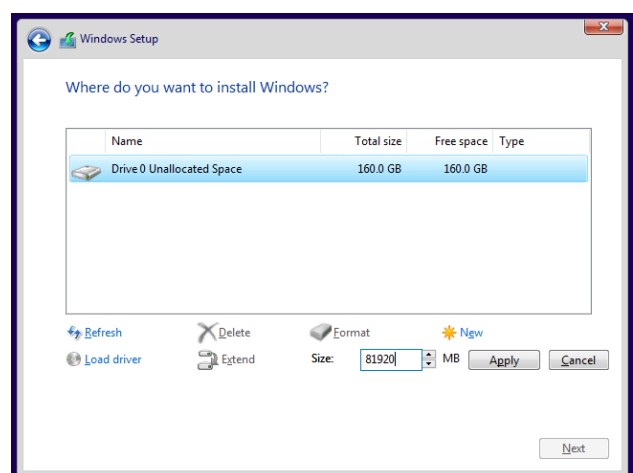 Windows Setup
Where do you want to install Windows?
Name Total size Free space Type
Drive 0 Unallocated Space 160.0 GB 160.0 GB
Refresh Delete Format New
Load driver Extend Size: 81920 MB Apply Cancel
Next